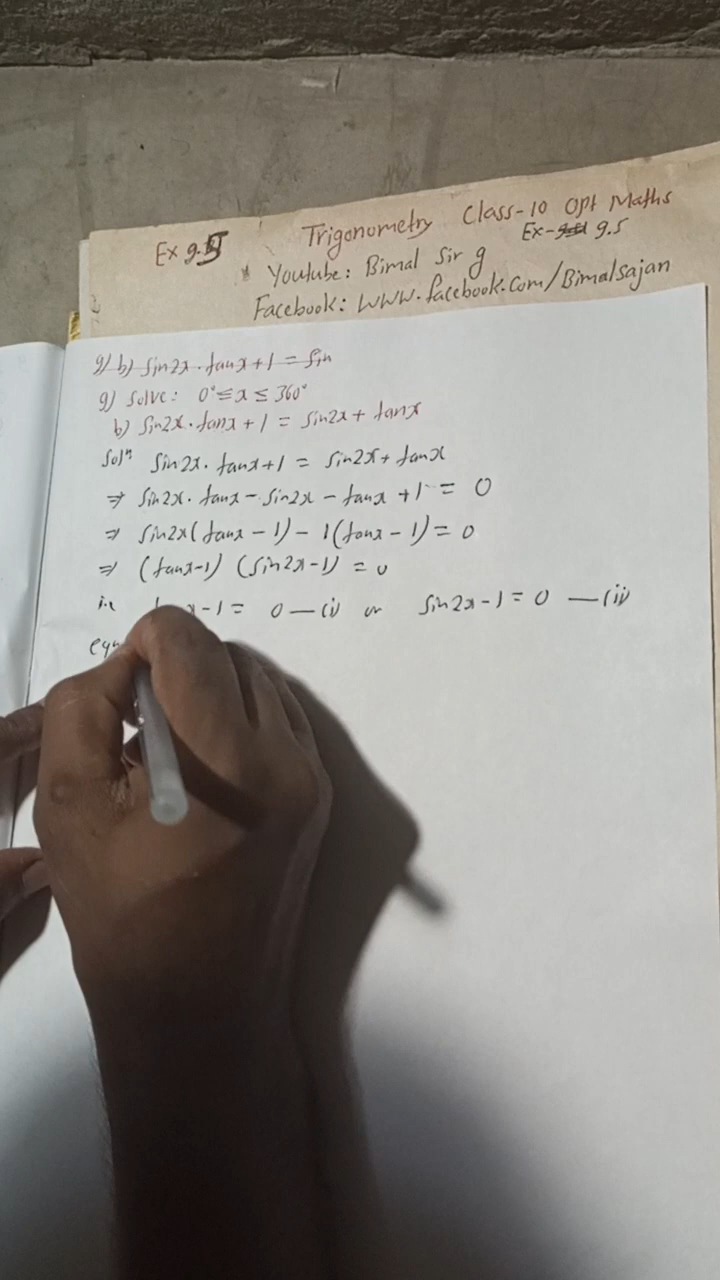 Ex 9.5
Trigonometry Class-10 Opt Maths
Ex- 9.5
Youtube: Bimal Sir g
Facebook: www.facebook.com/Bimalsajan
g) b) sin2x . tanx + 1 = sin
g) Solve: 0° ≤ x ≤ 360°
b) sin2x . tanx + 1 = sin2x + tanx
Solⁿ sin2x . tanx + 1 = sin2x + tanx
⇒ sin2x . tanx - sin2x - tanx + 1 = 0
⇒ sin2x(tanx - 1) - 1(tanx - 1) = 0
⇒ (tanx-1) (sin2x-1) = 0
i.e x - 1 = 0 — (i) or sin2x - 1 = 0 — (ii)
eqn